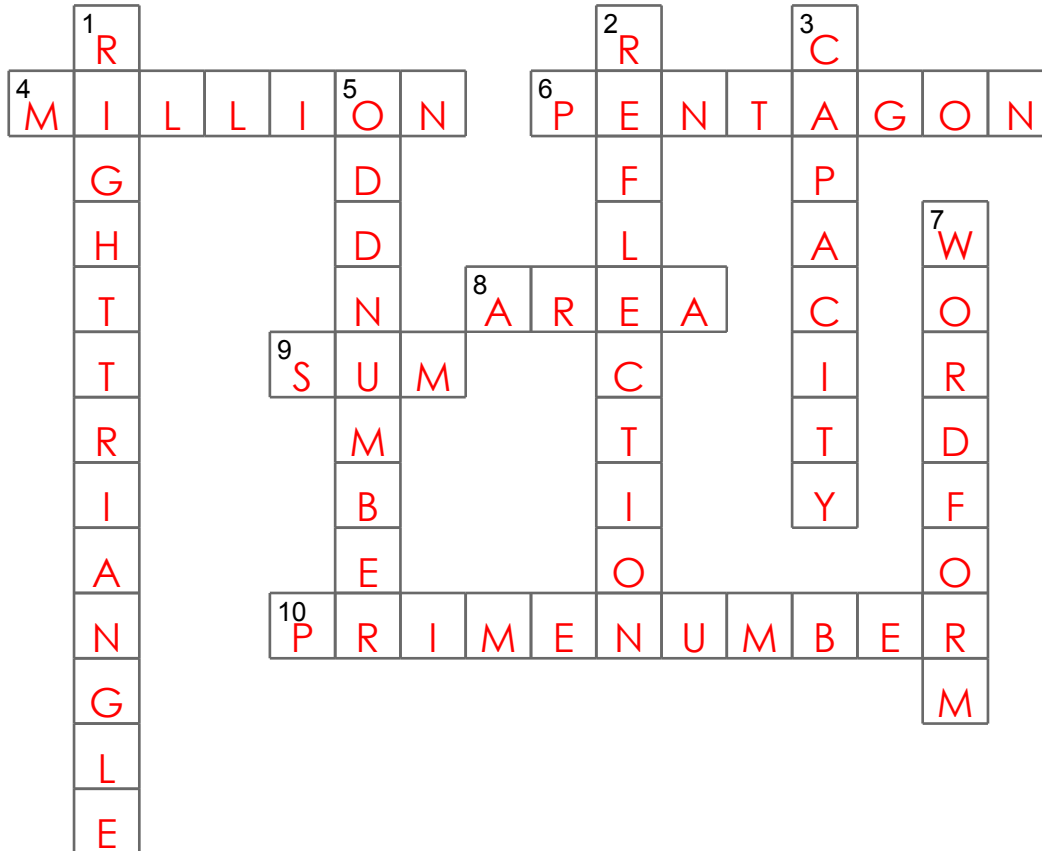 1 R 2 R 3 C
4 M I L L I 5 O N 6 P E N T A G O N
G D F P
H D L A 7 W
T N 8 A R E A C O
T 9 S U M C I R
R M T T D
I B I Y F
A E O O
N 10 P R I M E N U M B E R
G M
L
E